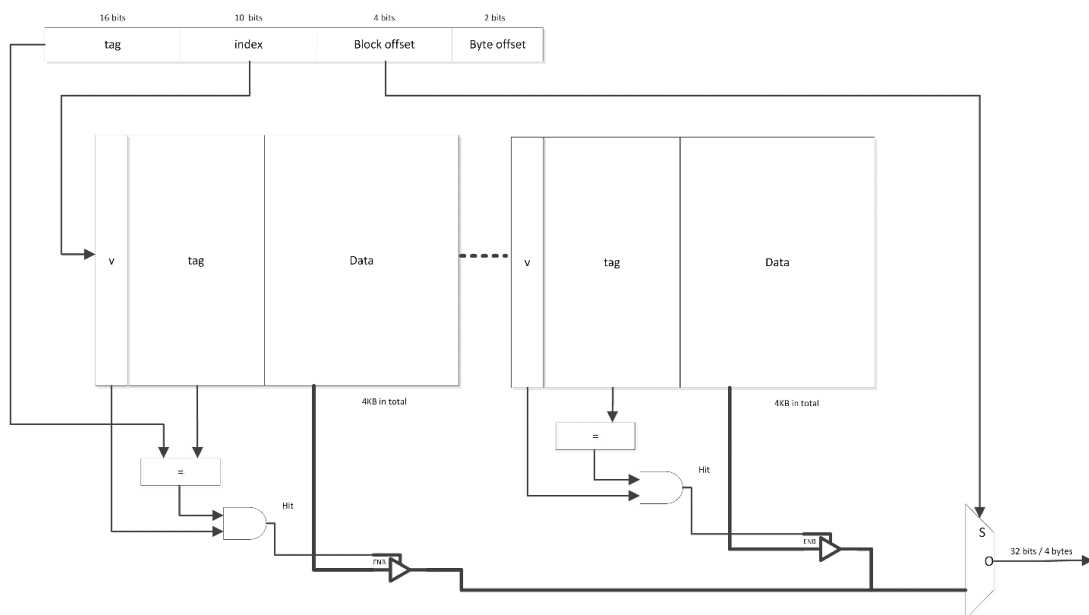 16 bits 10 bits 4 bits 2 bits
tag index Block offset Byte offset
v tag Data v tag Data
4KB in total 4KB in total
=
Hit
=
Hit
S
ENB
O 32 bits / 4 bytes
ENB